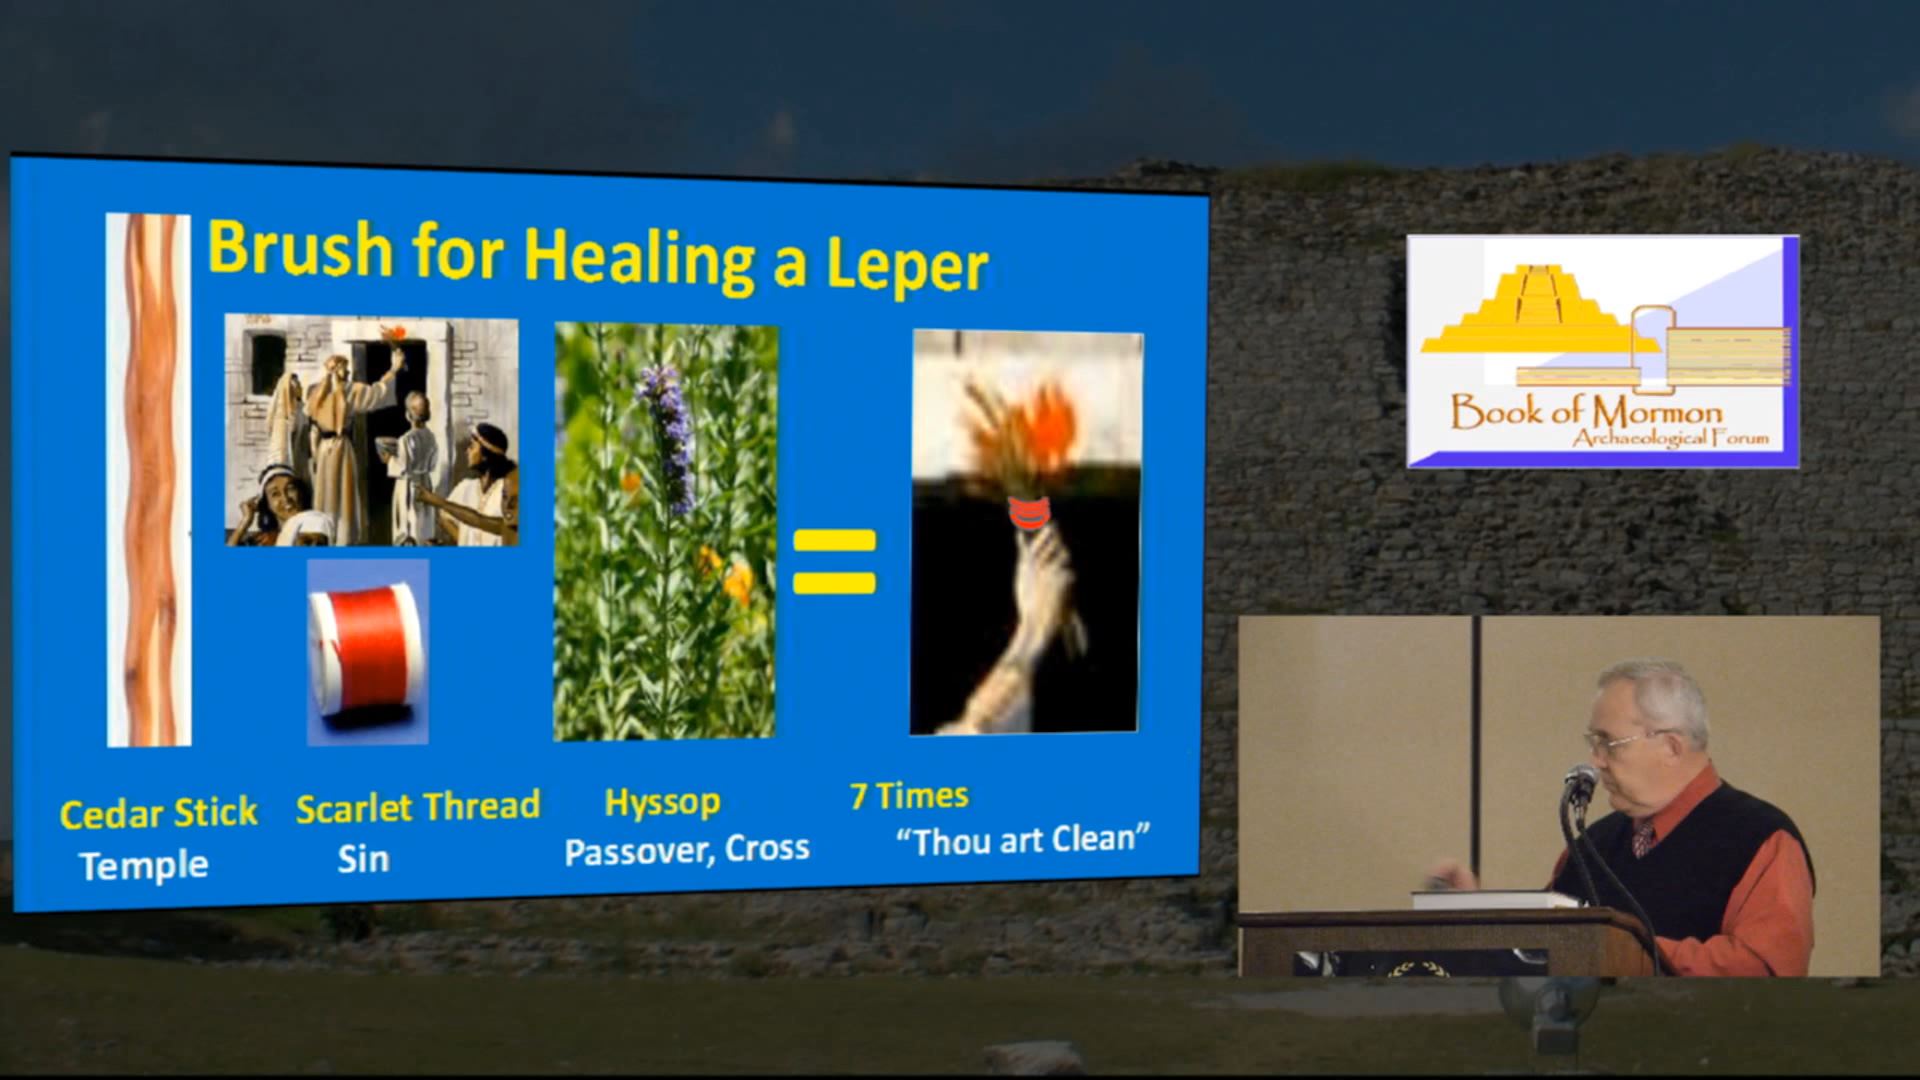 Brush for Healing a Leper
Cedar Stick
Scarlet Thread
Hyssop
7 Times
Temple
Sin
Passover, Cross
“Thou art Clean”
Book of Mormon
Archaeological Forum